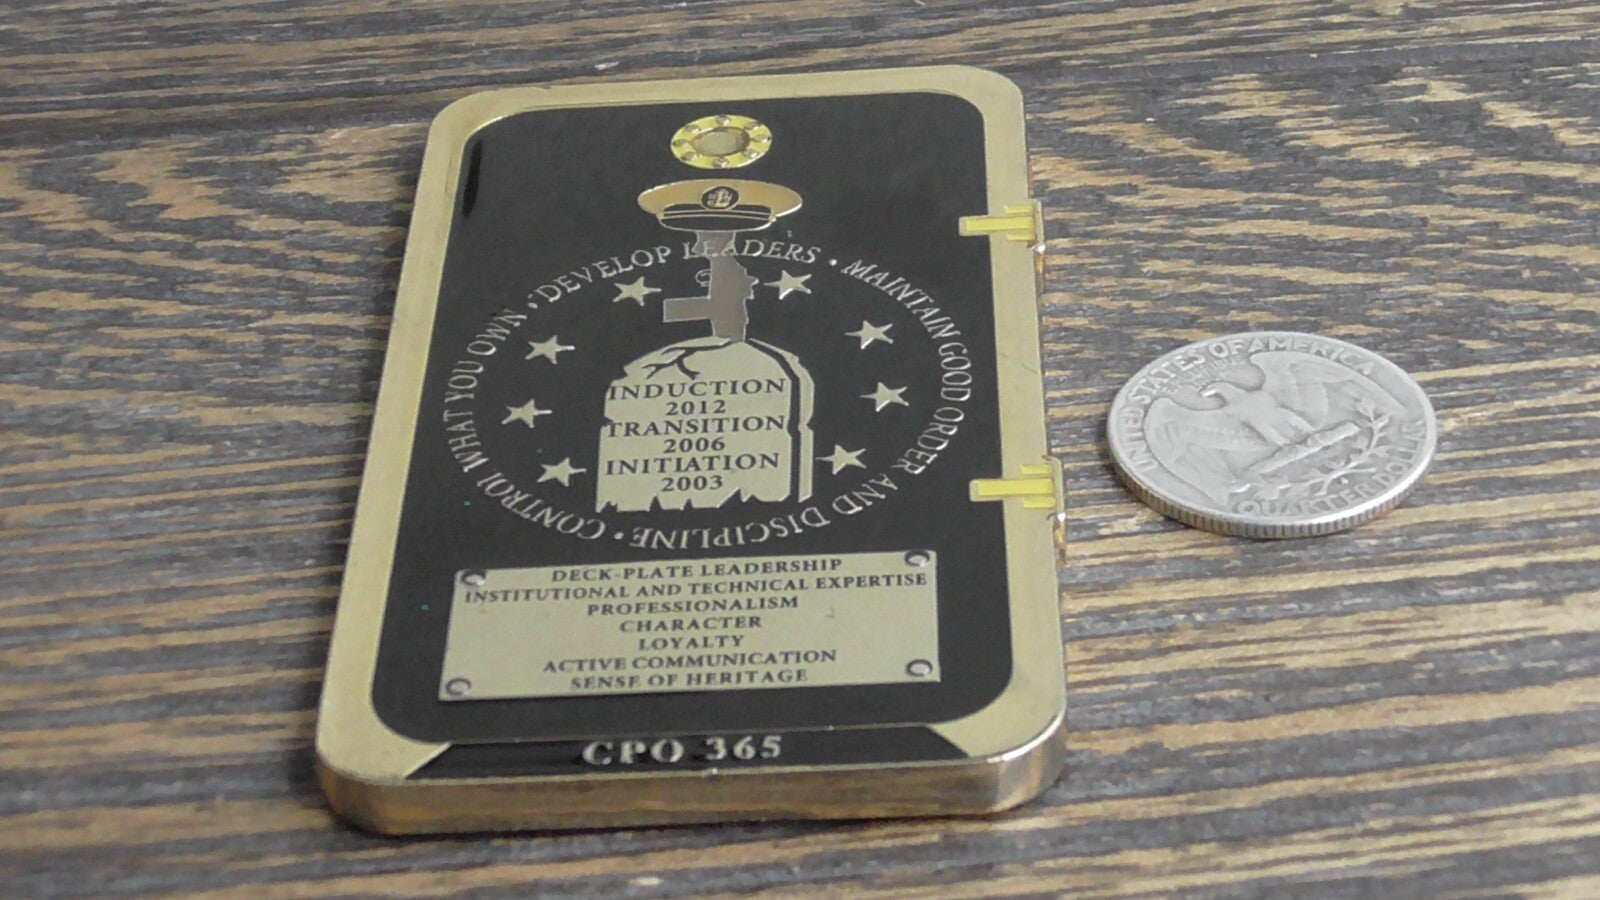 CONTROL WHAT YOU OWN • DEVELOP LEADERS • MAINTAIN GOOD ORDER AND DISCIPLINE •
INDUCTION
2012
TRANSITION
2006
INITIATION
2003
DECK-PLATE LEADERSHIP
INSTITUTIONAL AND TECHNICAL EXPERTISE
PROFESSIONALISM
CHARACTER
LOYALTY
ACTIVE COMMUNICATION
SENSE OF HERITAGE
CPO 365
UNITED STATES OF AMERICA
QUARTER DOLLAR